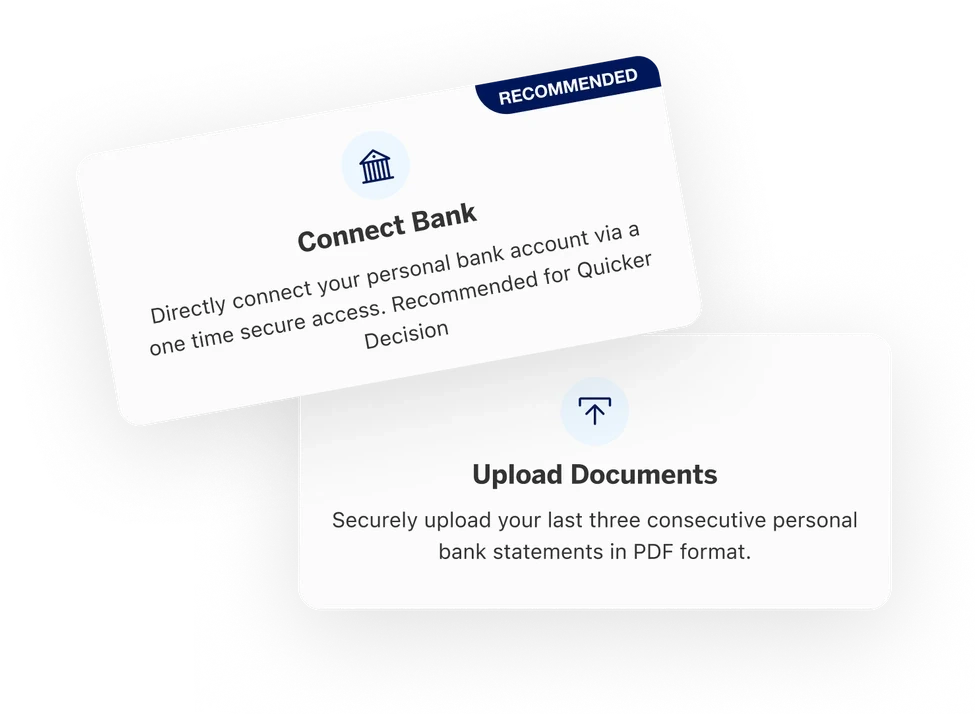 RECOMMENDED
Connect Bank
Directly connect your personal bank account via a
one time secure access. Recommended for Quicker
Decision
Upload Documents
Securely upload your last three consecutive personal
bank statements in PDF format.